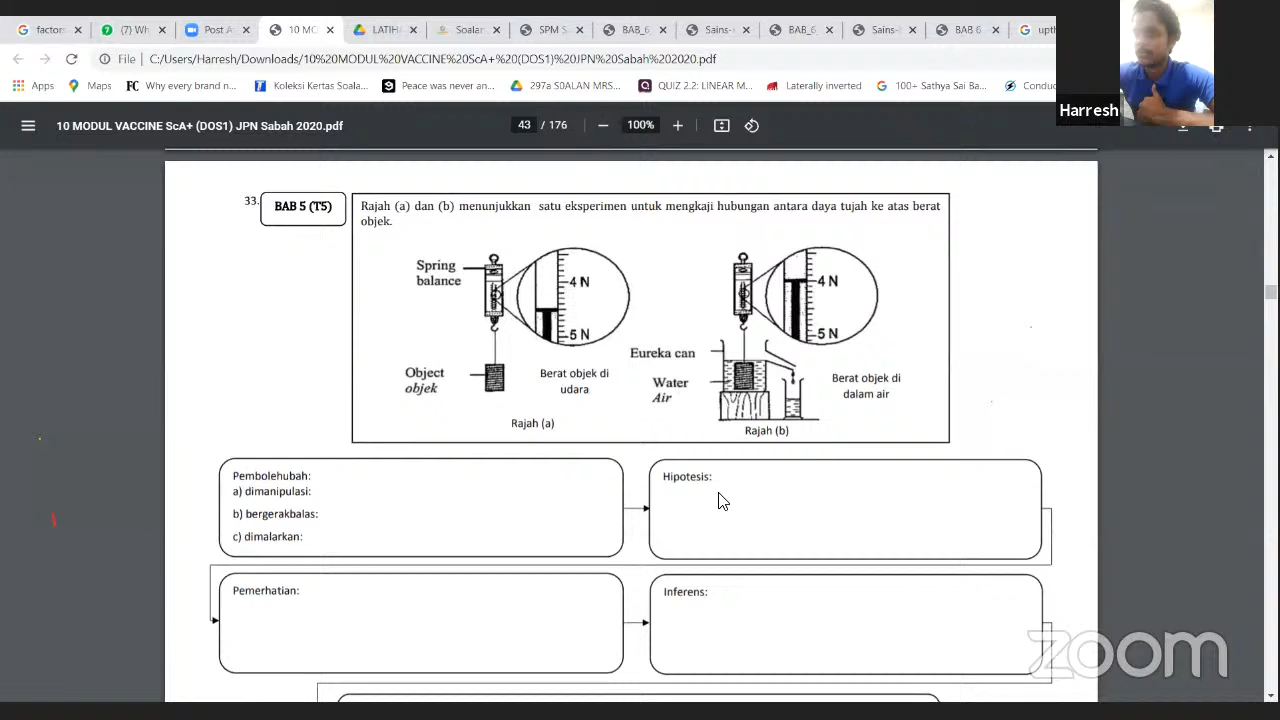 factors
(7) Wh
Post A
10 MO
LATIH
Soalan
SPM S
BAB_6
Sains-
BAB_6
Sains-
BAB 6
upth
File | C:/Users/Harresh/Downloads/10%20MODUL%20VACCINE%20ScA+%20(DOS1)%20JPN%20Sabah%202020.pdf
Apps
Maps
FC Why every brand n...
Koleksi Kertas Soala...
Peace was never an...
297a S0ALAN MRS...
QUIZ 2.2: LINEAR M...
Laterally inverted
100+ Sathya Sai Ba...
Conduc
Harresh
10 MODUL VACCINE ScA+ (DOS1) JPN Sabah 2020.pdf
43 / 176
100%
33.
BAB 5 (T5)
Rajah (a) dan (b) menunjukkan satu eksperimen untuk mengkaji hubungan antara daya tujah ke atas berat
objek.
Spring
balance
4 N
5 N
Object
objek
Berat objek di
udara
Rajah (a)
4 N
5 N
Eureka can
Water
Air
Berat objek di
dalam air
Rajah (b)
Pembolehubah:
a) dimanipulasi:
b) bergerakbalas:
c) dimalarkan:
Hipotesis:
Pemerhatian:
Inferens:
zoom